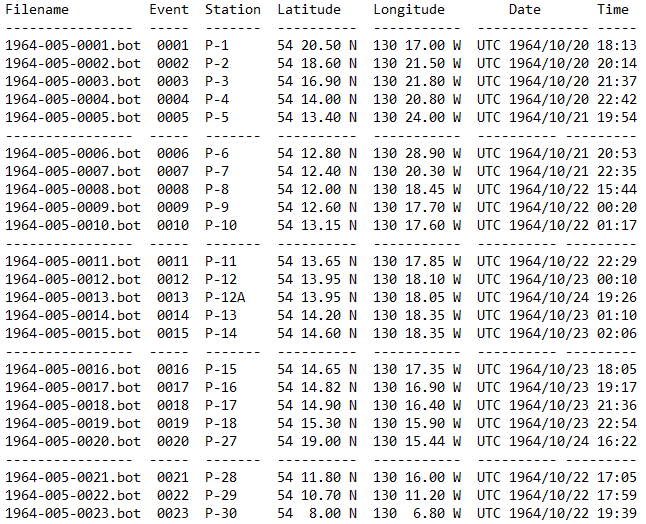 Filename          Event  Station  Latitude    Longitude        Date       Time
----------------  -----  -------  ----------  -----------  -------------- -----
1964-005-0001.bot  0001  P-1      54 20.50 N  130 17.00 W  UTC 1964/10/20 18:13
1964-005-0002.bot  0002  P-2      54 18.60 N  130 21.50 W  UTC 1964/10/20 20:14
1964-005-0003.bot  0003  P-3      54 16.90 N  130 21.80 W  UTC 1964/10/20 21:37
1964-005-0004.bot  0004  P-4      54 14.00 N  130 20.80 W  UTC 1964/10/20 22:42
1964-005-0005.bot  0005  P-5      54 13.40 N  130 24.00 W  UTC 1964/10/21 19:54
----------------  -----  -------  ----------  -----------  -------------- -----
1964-005-0006.bot  0006  P-6      54 12.80 N  130 28.90 W  UTC 1964/10/21 20:53
1964-005-0007.bot  0007  P-7      54 12.40 N  130 20.30 W  UTC 1964/10/21 22:35
1964-005-0008.bot  0008  P-8      54 12.00 N  130 18.45 W  UTC 1964/10/22 15:44
1964-005-0009.bot  0009  P-9      54 12.60 N  130 17.70 W  UTC 1964/10/22 00:20
1964-005-0010.bot  0010  P-10     54 13.15 N  130 17.60 W  UTC 1964/10/22 01:17
----------------  -----  -------  ----------  -----------  -------------- -----
1964-005-0011.bot  0011  P-11     54 13.65 N  130 17.85 W  UTC 1964/10/22 22:29
1964-005-0012.bot  0012  P-12     54 13.95 N  130 18.10 W  UTC 1964/10/23 00:10
1964-005-0013.bot  0013  P-12A    54 13.95 N  130 18.05 W  UTC 1964/10/24 19:26
1964-005-0014.bot  0014  P-13     54 14.20 N  130 18.35 W  UTC 1964/10/23 01:10
1964-005-0015.bot  0015  P-14     54 14.60 N  130 18.35 W  UTC 1964/10/23 02:06
----------------  -----  -------  ----------  -----------  -------------- -----
1964-005-0016.bot  0016  P-15     54 14.65 N  130 17.35 W  UTC 1964/10/23 18:05
1964-005-0017.bot  0017  P-16     54 14.82 N  130 16.90 W  UTC 1964/10/23 19:17
1964-005-0018.bot  0018  P-17     54 14.90 N  130 16.40 W  UTC 1964/10/23 21:36
1964-005-0019.bot  0019  P-18     54 15.30 N  130 15.90 W  UTC 1964/10/23 22:54
1964-005-0020.bot  0020  P-27     54 19.00 N  130 15.44 W  UTC 1964/10/24 16:22
----------------  -----  -------  ----------  -----------  -------------- -----
1964-005-0021.bot  0021  P-28     54 11.80 N  130 16.00 W  UTC 1964/10/22 17:05
1964-005-0022.bot  0022  P-29     54 10.70 N  130 11.20 W  UTC 1964/10/22 17:59
1964-005-0023.bot  0023  P-30     54  8.00 N  130  6.80 W  UTC 1964/10/22 19:39